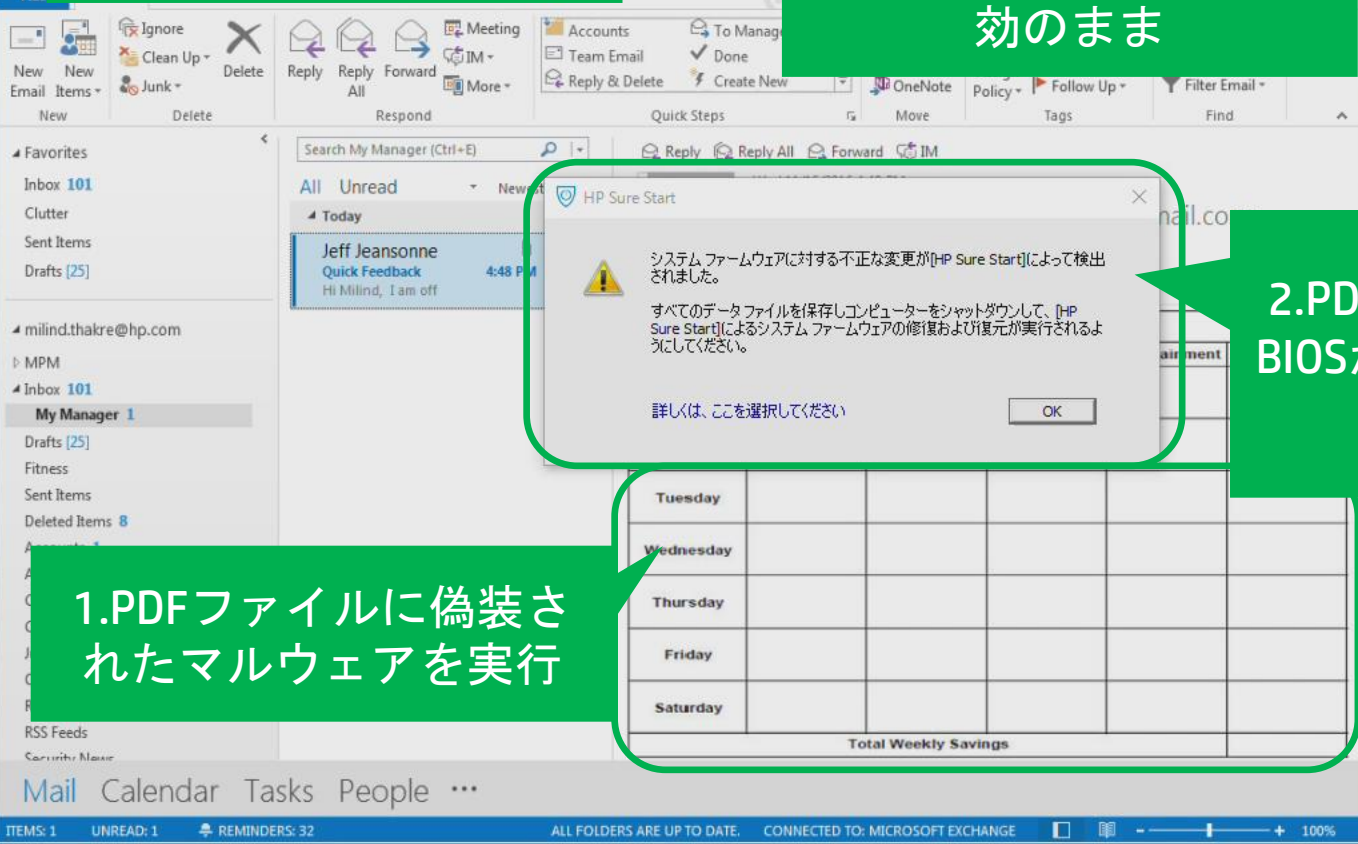 効のまま
Ignore
Clean Up
Junk
Delete
New Email
New Items
Reply
Reply All
Forward
Meeting
IM
More
Accounts
Team Email
Reply & Delete
To Manage
Done
Create New
OneNote
Policy
Follow Up
Filter Email
New
Delete
Respond
Quick Steps
Move
Tags
Find
Favorites
Inbox 101
Clutter
Sent Items
Drafts [25]
milind.thakre@hp.com
MPM
Inbox 101
My Manager 1
Drafts [25]
Fitness
Sent Items
Deleted Items 8
RSS Feeds
Security News
Search My Manager (Ctrl+E)
All Unread
Newest
Today
Jeff Jeansonne
Quick Feedback 4:48 PM
Hi Milind, I am off
Reply Reply All Forward IM
HP Sure Start
システム ファームウェアに対する不正な変更が[HP Sure Start]によって検出
されました。
すべてのデータ ファイルを保存しコンピューターをシャットダウンして、[HP
Sure Start]によるシステム ファームウェアの修復および復元が実行されるよ
うにしてください。
詳しくは、ここを選択してください
OK
2.PD
BIOS
Tuesday
Wednesday
Thursday
Friday
Saturday
Total Weekly Savings
1.PDFファイルに偽装さ
れたマルウェアを実行
Mail Calendar Tasks People
ITEMS: 1 UNREAD: 1 REMINDERS: 32 ALL FOLDERS ARE UP TO DATE. CONNECTED TO: MICROSOFT EXCHANGE 100%